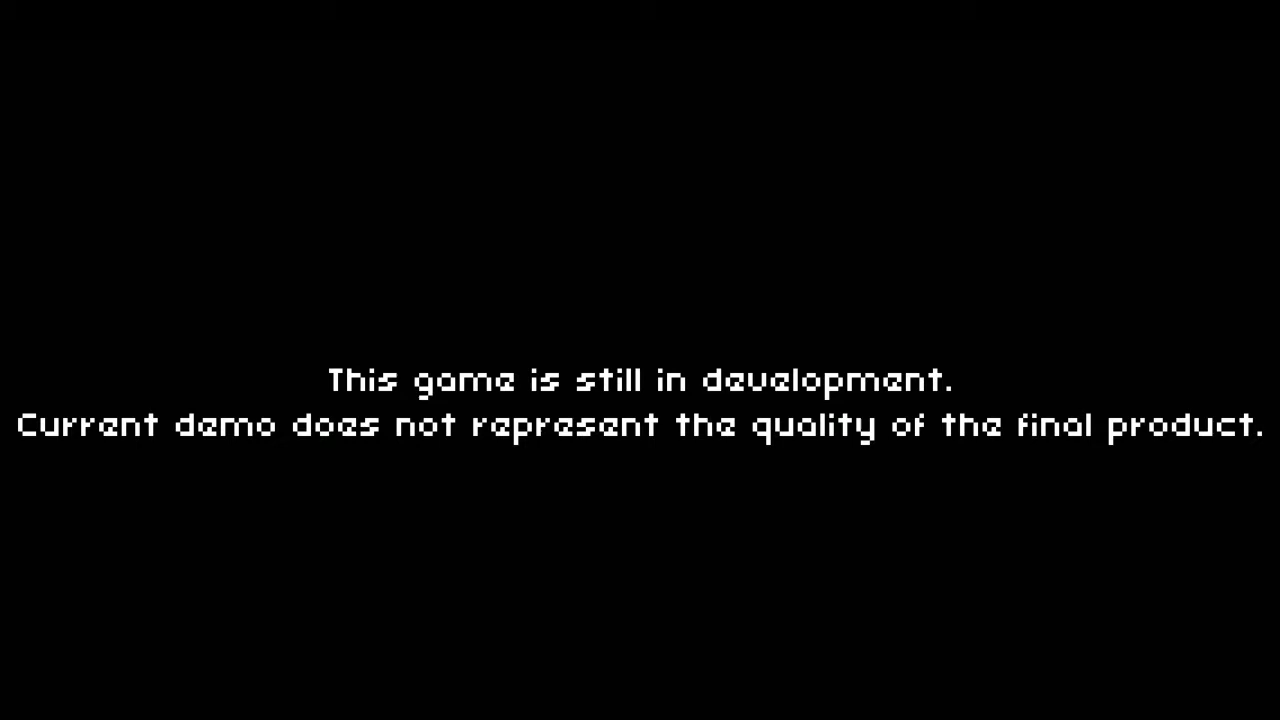 This game is still in development.
Current demo does not represent the quality of the final product.